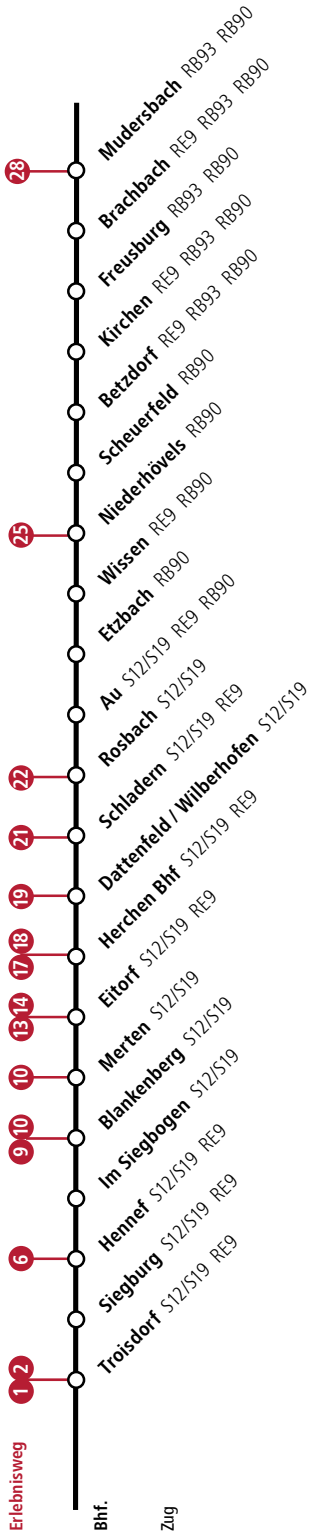 Erlebnisweg
1 2 6 9 10 10 13 14 17 18 19 21 22 25 28
Bhf.
Zug
Troisdorf S12/S19 RE9
Siegburg S12/S19 RE9
Hennef S12/S19 RE9
Im Siegbogen S12/S19
Blankenberg S12/S19
Merten S12/S19
Eitorf S12/S19 RE9
Herchen Bhf S12/S19 RE9
Dattenfeld / Wilberhofen S12/S19
Schladern S12/S19 RE9
Rosbach S12/S19
Au S12/S19 RE9 RB90
Etzbach RB90
Wissen RE9 RB90
Niederhövels RB90
Scheuerfeld RB90
Betzdorf RE9 RB93 RB90
Kirchen RE9 RB93 RB90
Freusburg RB93 RB90
Brachbach RE9 RB93 RB90
Mudersbach RB93 RB90